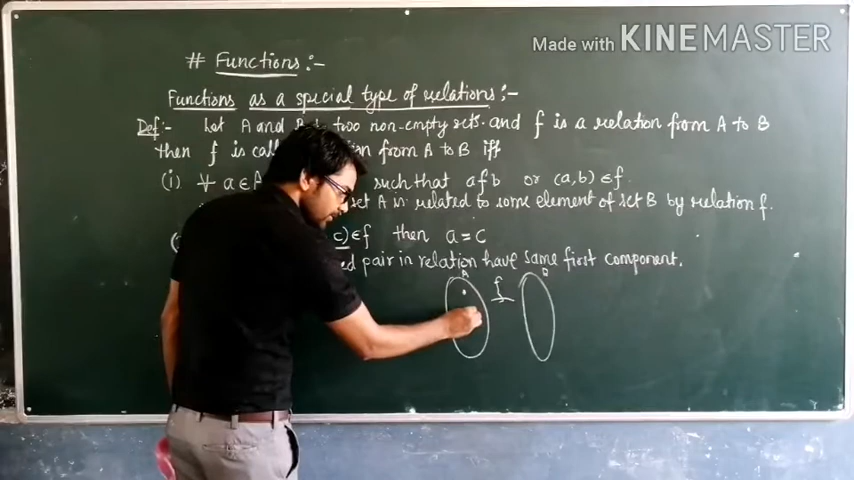 Made with KINEMASTER
# Functions :-
Functions as a special type of relations :-
Def :- Let A and B two non-empty sets. and f is a relation from A to B
then f is from A to B iff
(i) ∀ a ∈ such that a f b or (a,b) ∈ f.
set A is related to some element of set B by relation f.
c) ∈ f then a = c
pair in relation have same first component.
A f B